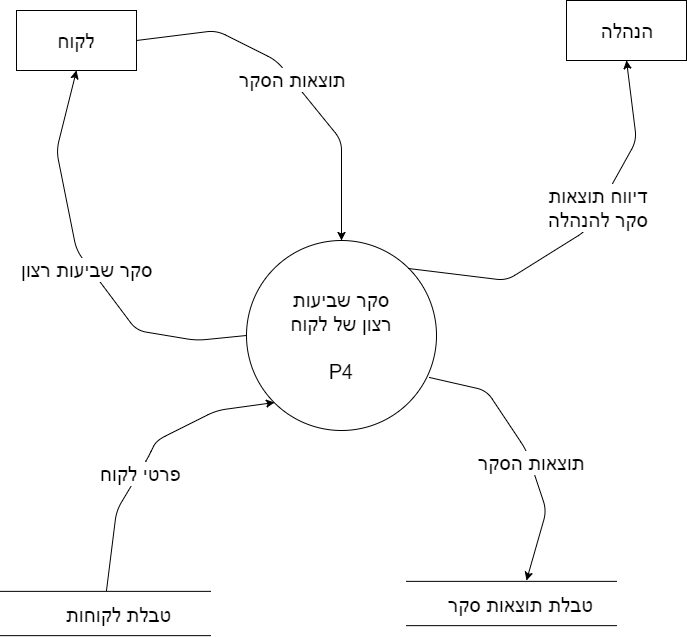 לקוח
הנהלה
תוצאות הסקר
דיווח תוצאות
סקר להנהלה
סקר שביעות רצון
סקר שביעות
רצון של לקוח
P4
פרטי לקוח
תוצאות הסקר
טבלת לקוחות
טבלת תוצאות סקר